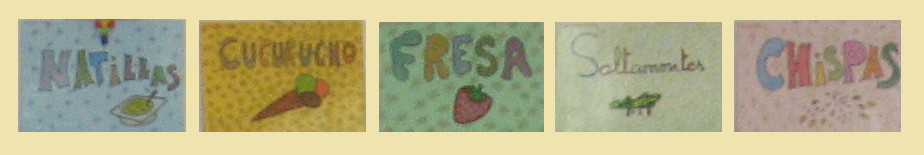 NATILLAS
CUCURUCHO
FRESA
Saltamontes
CHISPAS